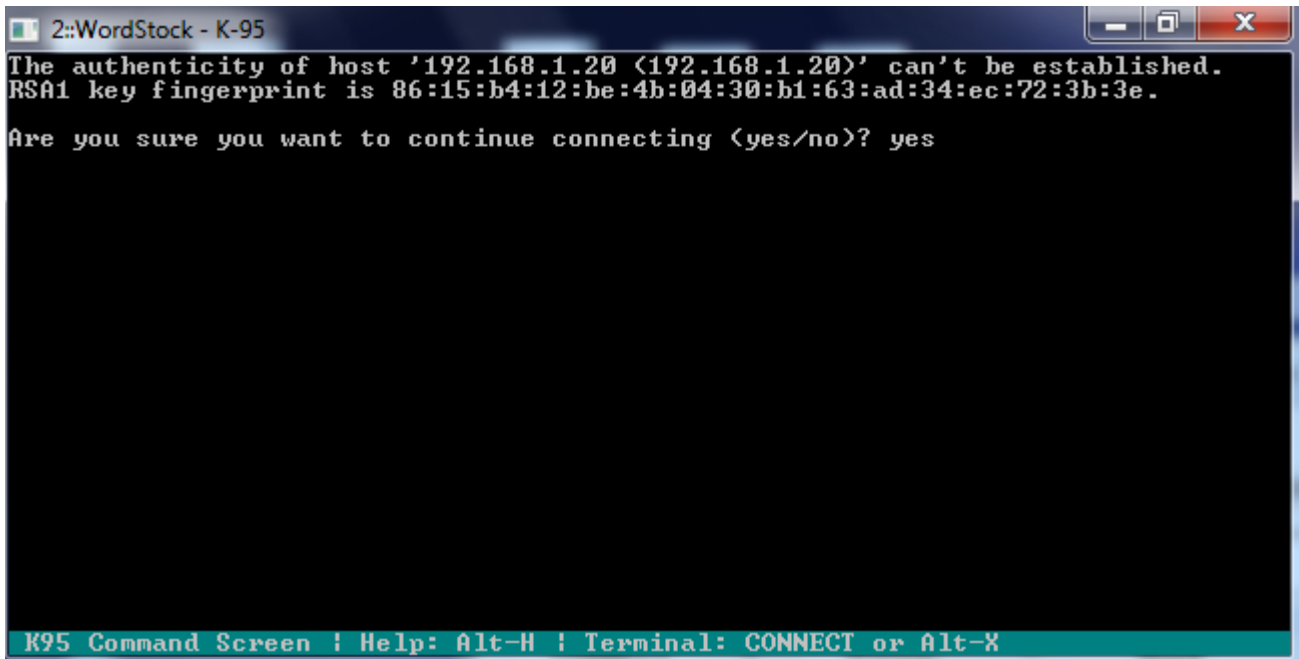 2::WordStock - K-95
The authenticity of host '192.168.1.20 (192.168.1.20)' can't be established.
RSA1 key fingerprint is 86:15:b4:12:be:4b:04:30:b1:63:ad:34:ec:72:3b:3e.
Are you sure you want to continue connecting (yes/no)? yes
K95 Command Screen ¦ Help: Alt-H ¦ Terminal: CONNECT or Alt-X